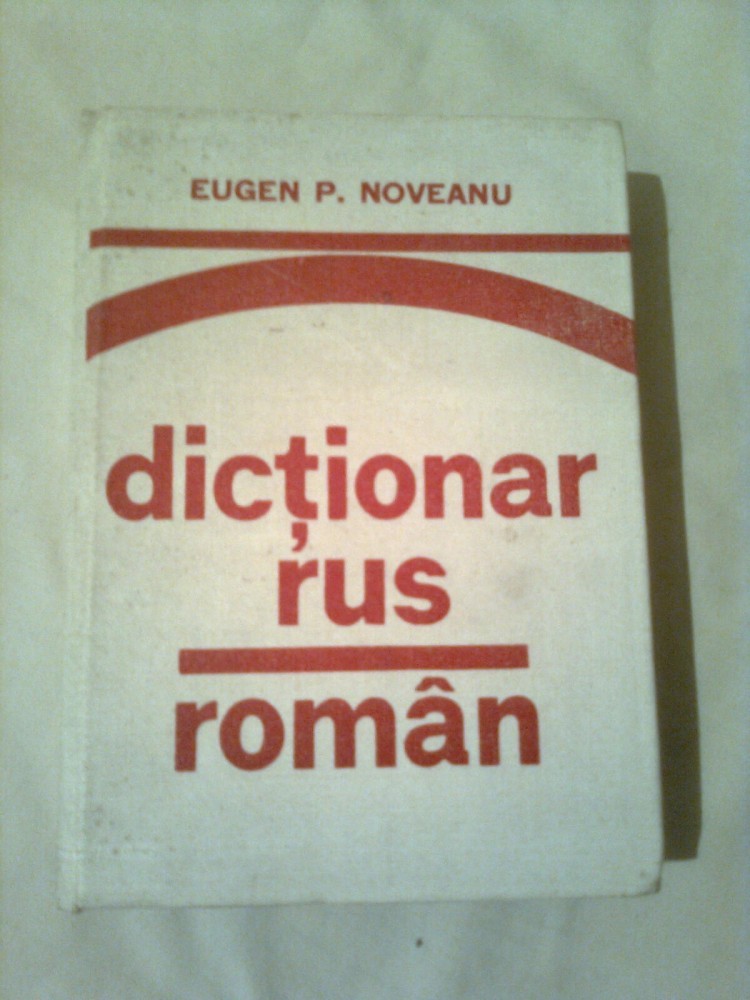 EUGEN P. NOVEANU
dicționar
rus
român